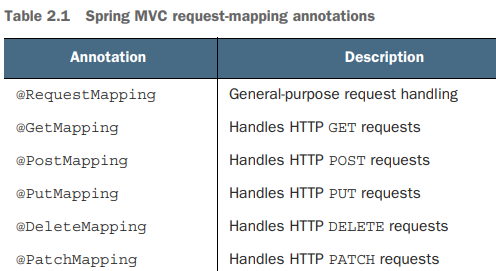 Table 2.1 Spring MVC request-mapping annotations
Annotation Description
@RequestMapping General-purpose request handling
@GetMapping Handles HTTP GET requests
@PostMapping Handles HTTP POST requests
@PutMapping Handles HTTP PUT requests
@DeleteMapping Handles HTTP DELETE requests
@PatchMapping Handles HTTP PATCH requests